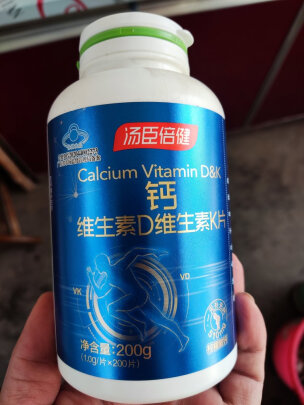 汤臣倍健
Calcium Vitamin D&K
钙
维生素D维生素K片
VK
VD
净含量:200g
(1.0g/片×200片)